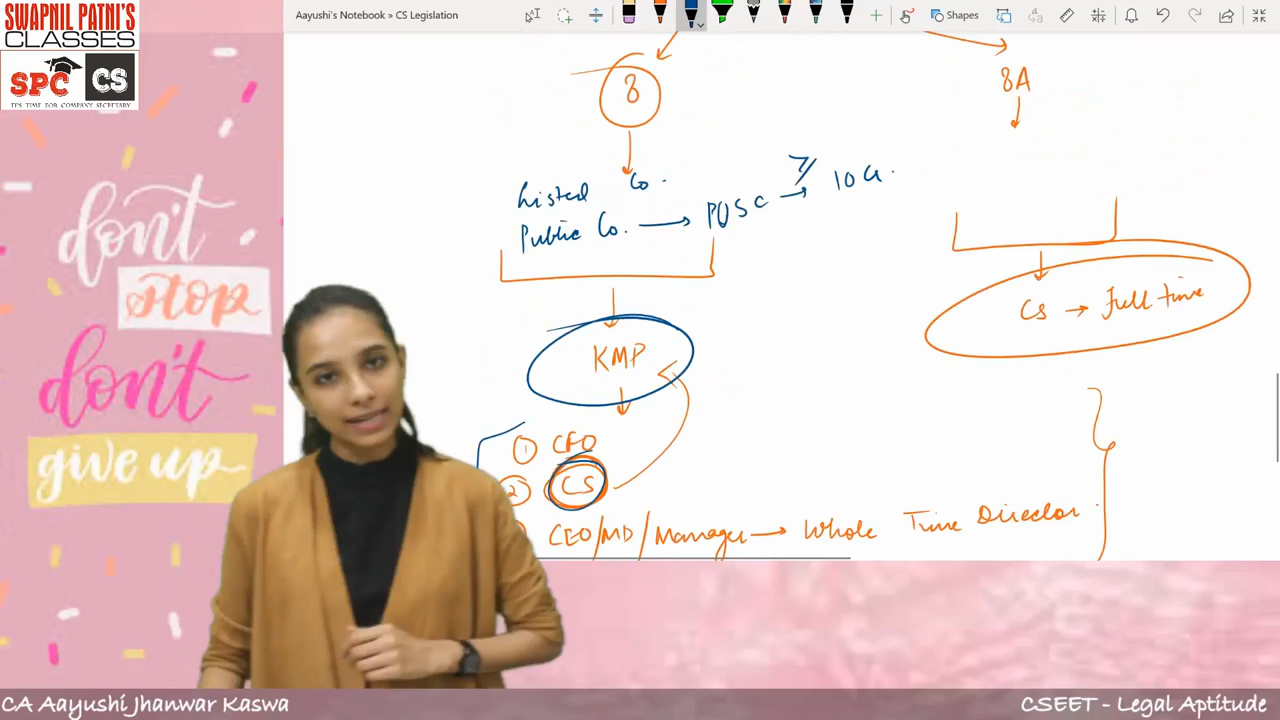 SWAPNIL PATNI'S
CLASSES
SPC CS
IT'S TIME FOR COMPANY SECRETARY
Aayushi's Notebook » CS Legislation
Shapes
8
8A
Listed Co.
Public Co. → PUSC → ≥ 10 Cr.
KMP
CS → Full time
① CFO
② CS
CEO/MD/Manager → Whole Time Director
don't
stop
don't
give up
CA Aayushi Jhanwar Kaswa
CSEET - Legal Aptitude